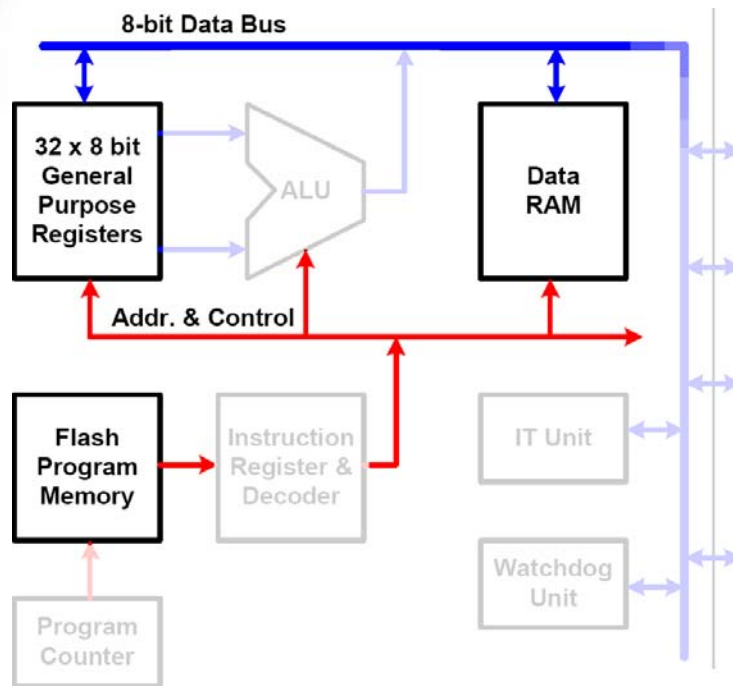 8-bit Data Bus
32 x 8 bit
General
Purpose
Registers
ALU
Data
RAM
Addr. & Control
Flash
Program
Memory
Instruction
Register &
Decoder
IT Unit
Watchdog
Unit
Program
Counter